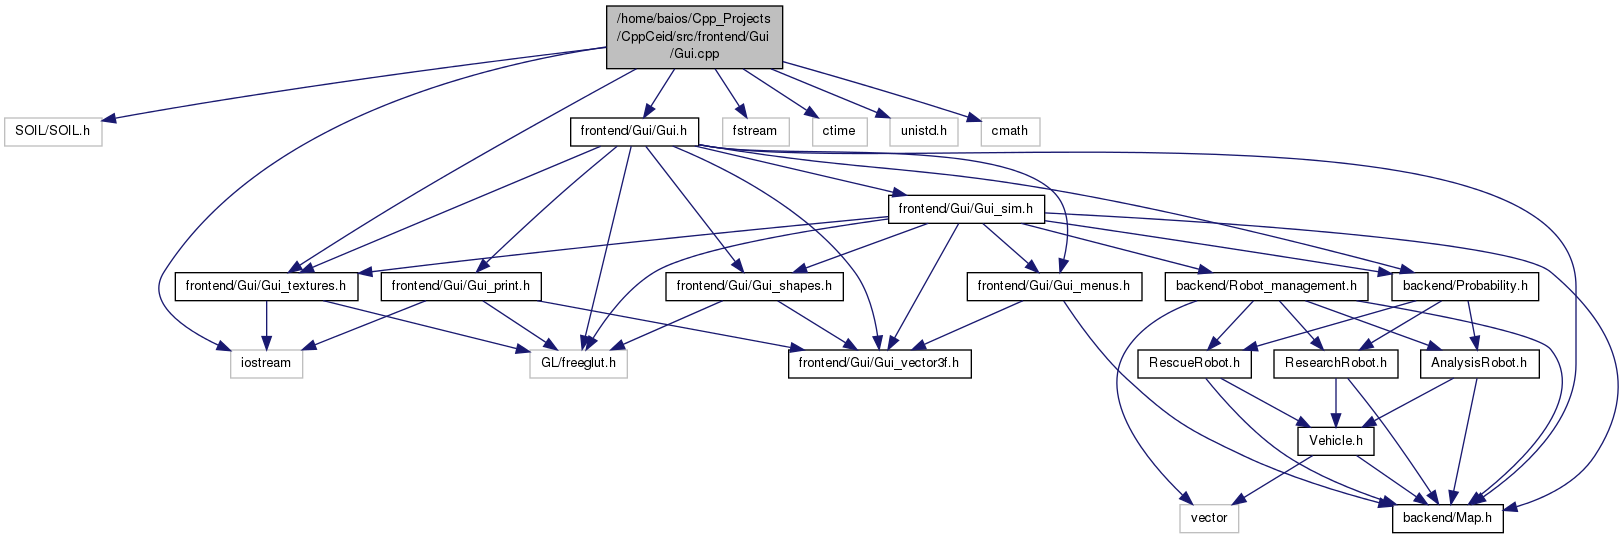 /home/baios/Cpp_Projects
/CppCeid/src/frontend/Gui
/Gui.cpp
SOIL/SOIL.h
frontend/Gui/Gui.h
fstream
ctime
unistd.h
cmath
frontend/Gui/Gui_sim.h
frontend/Gui/Gui_textures.h
frontend/Gui/Gui_print.h
frontend/Gui/Gui_shapes.h
frontend/Gui/Gui_menus.h
backend/Robot_management.h
backend/Probability.h
iostream
GL/freeglut.h
frontend/Gui/Gui_vector3f.h
RescueRobot.h
ResearchRobot.h
AnalysisRobot.h
Vehicle.h
vector
backend/Map.h